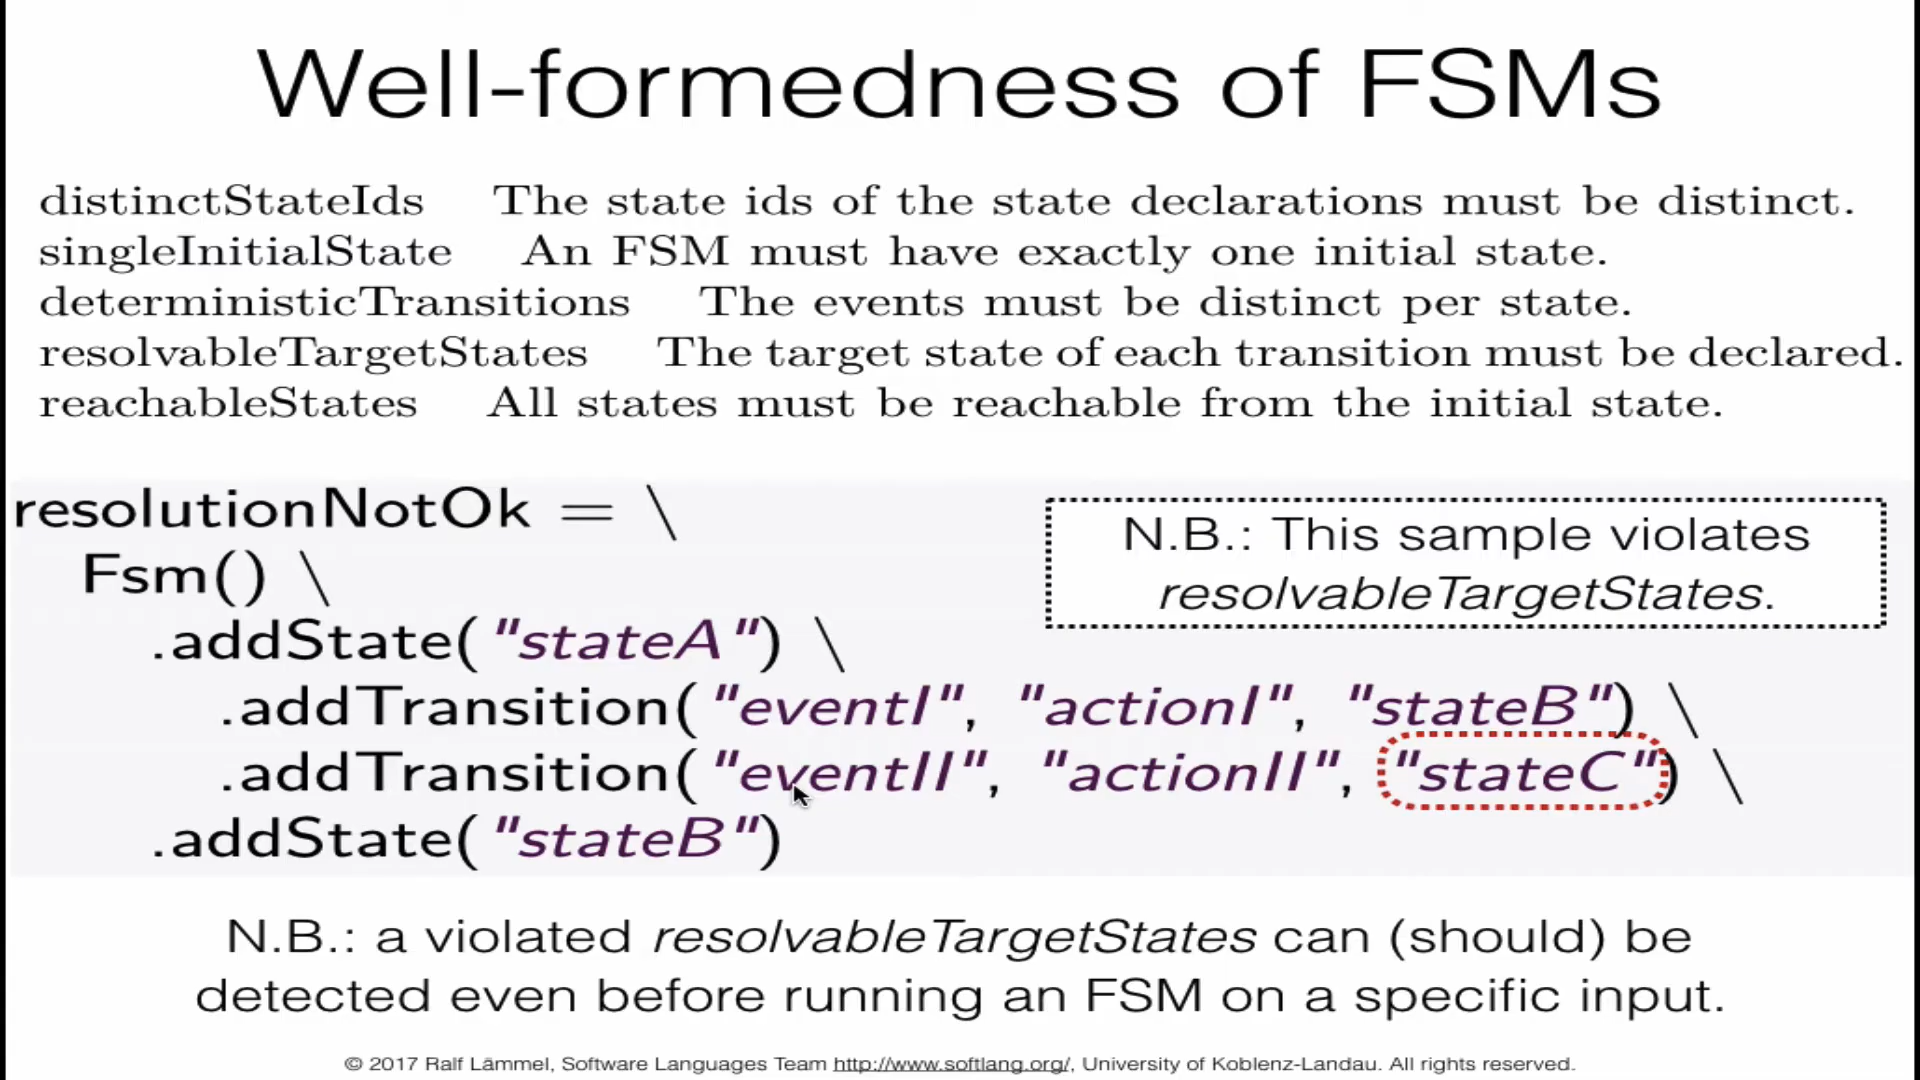 Well-formedness of FSMs
distinctStateIds The state ids of the state declarations must be distinct.
singleInitialState An FSM must have exactly one initial state.
deterministicTransitions The events must be distinct per state.
resolvableTargetStates The target state of each transition must be declared.
reachableStates All states must be reachable from the initial state.
resolutionNotOk = \
Fsm() \
.addState("stateA") \
.addTransition("eventI", "actionI", "stateB") \
.addTransition("eventII", "actionII", "stateC") \
.addState("stateB")
N.B.: This sample violates
resolvableTargetStates.
N.B.: a violated resolvableTargetStates can (should) be
detected even before running an FSM on a specific input.
© 2017 Ralf Lämmel, Software Languages Team http://www.softlang.org/, University of Koblenz-Landau. All rights reserved.